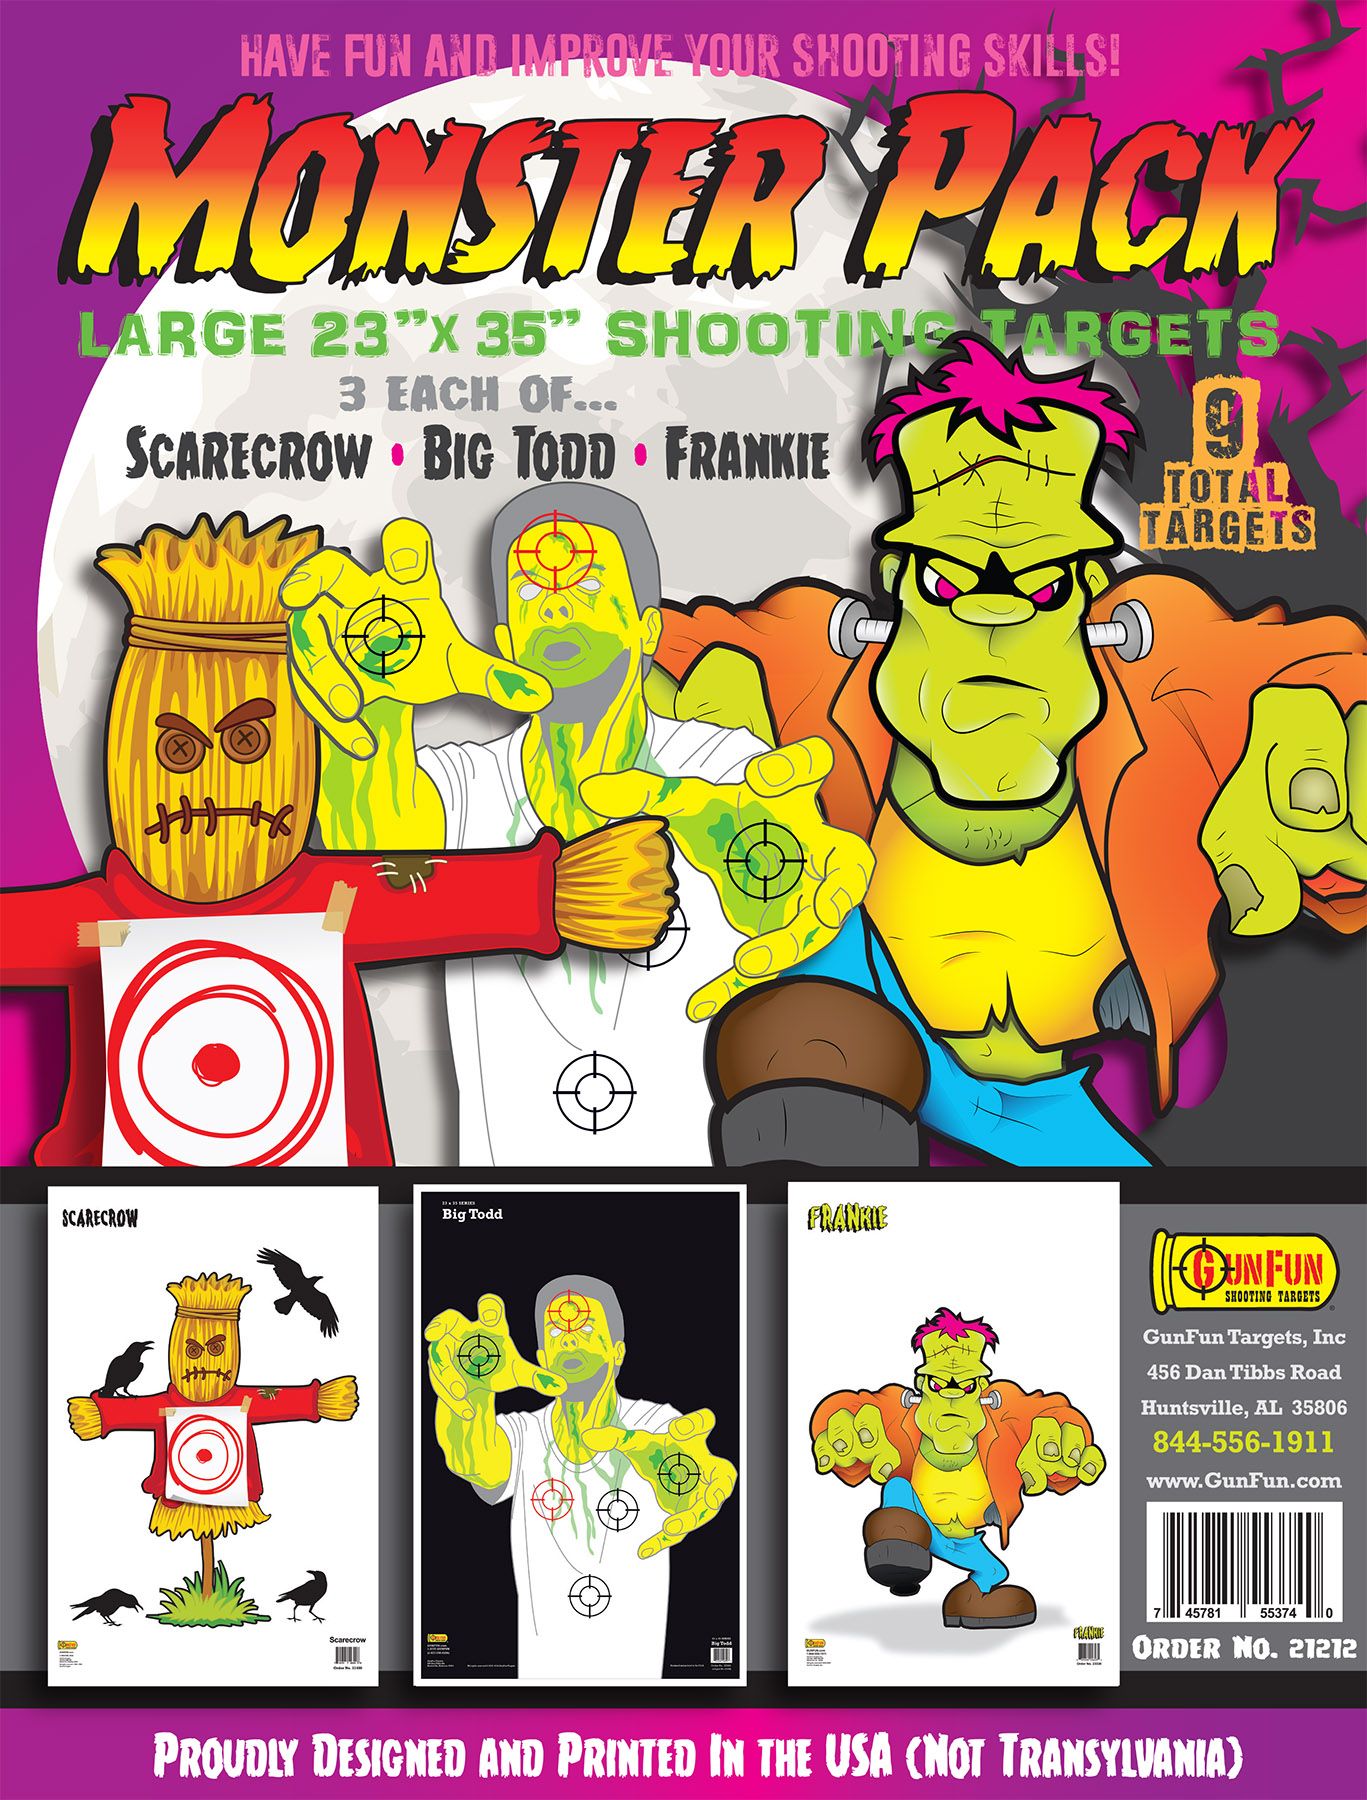 HAVE FUN AND IMPROVE YOUR SHOOTING SKILLS!
MONSTER PACK
LARGE 23”X 35” SHOOTING TARGETS
3 EACH OF...
SCARECROW • BIG TODD • FRANKIE
9
TOTAL
TARGETS
SCARECROW
Scarecrow
23 x 35 SERIES
Big Todd
Big Todd
FRANKIE
FRANKIE
GUNFUN
SHOOTING TARGETS
GunFun Targets, Inc
456 Dan Tibbs Road
Huntsville, AL 35806
844-556-1911
www.GunFun.com
7 45781 55374 0
ORDER NO. 21212
PROUDLY DESIGNED AND PRINTED IN THE USA (NOT TRANSYLVANIA)